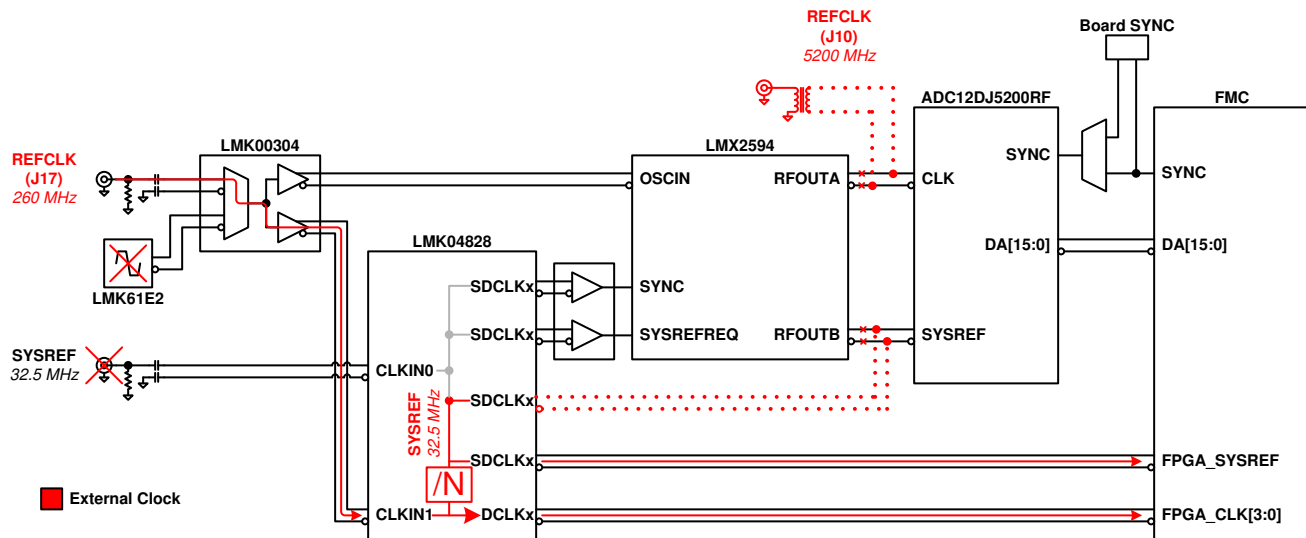 REFCLK
(J10)
5200 MHz
Board SYNC
ADC12DJ5200RF
FMC
LMK00304
LMX2594
REFCLK
(J17)
260 MHz
OSCIN
RFOUTA
CLK
SYNC
SYNC
LMK04828
DA[15:0]
DA[15:0]
LMK61E2
SDCLKx
SYNC
SDCLKx
SYSREFREQ
RFOUTB
SYSREF
SYSREF
32.5 MHz
CLKIN0
SDCLKx
SYSREF
32.5 MHz
SDCLKx
FPGA_SYSREF
/N
External Clock
CLKIN1
DCLKx
FPGA_CLK[3:0]